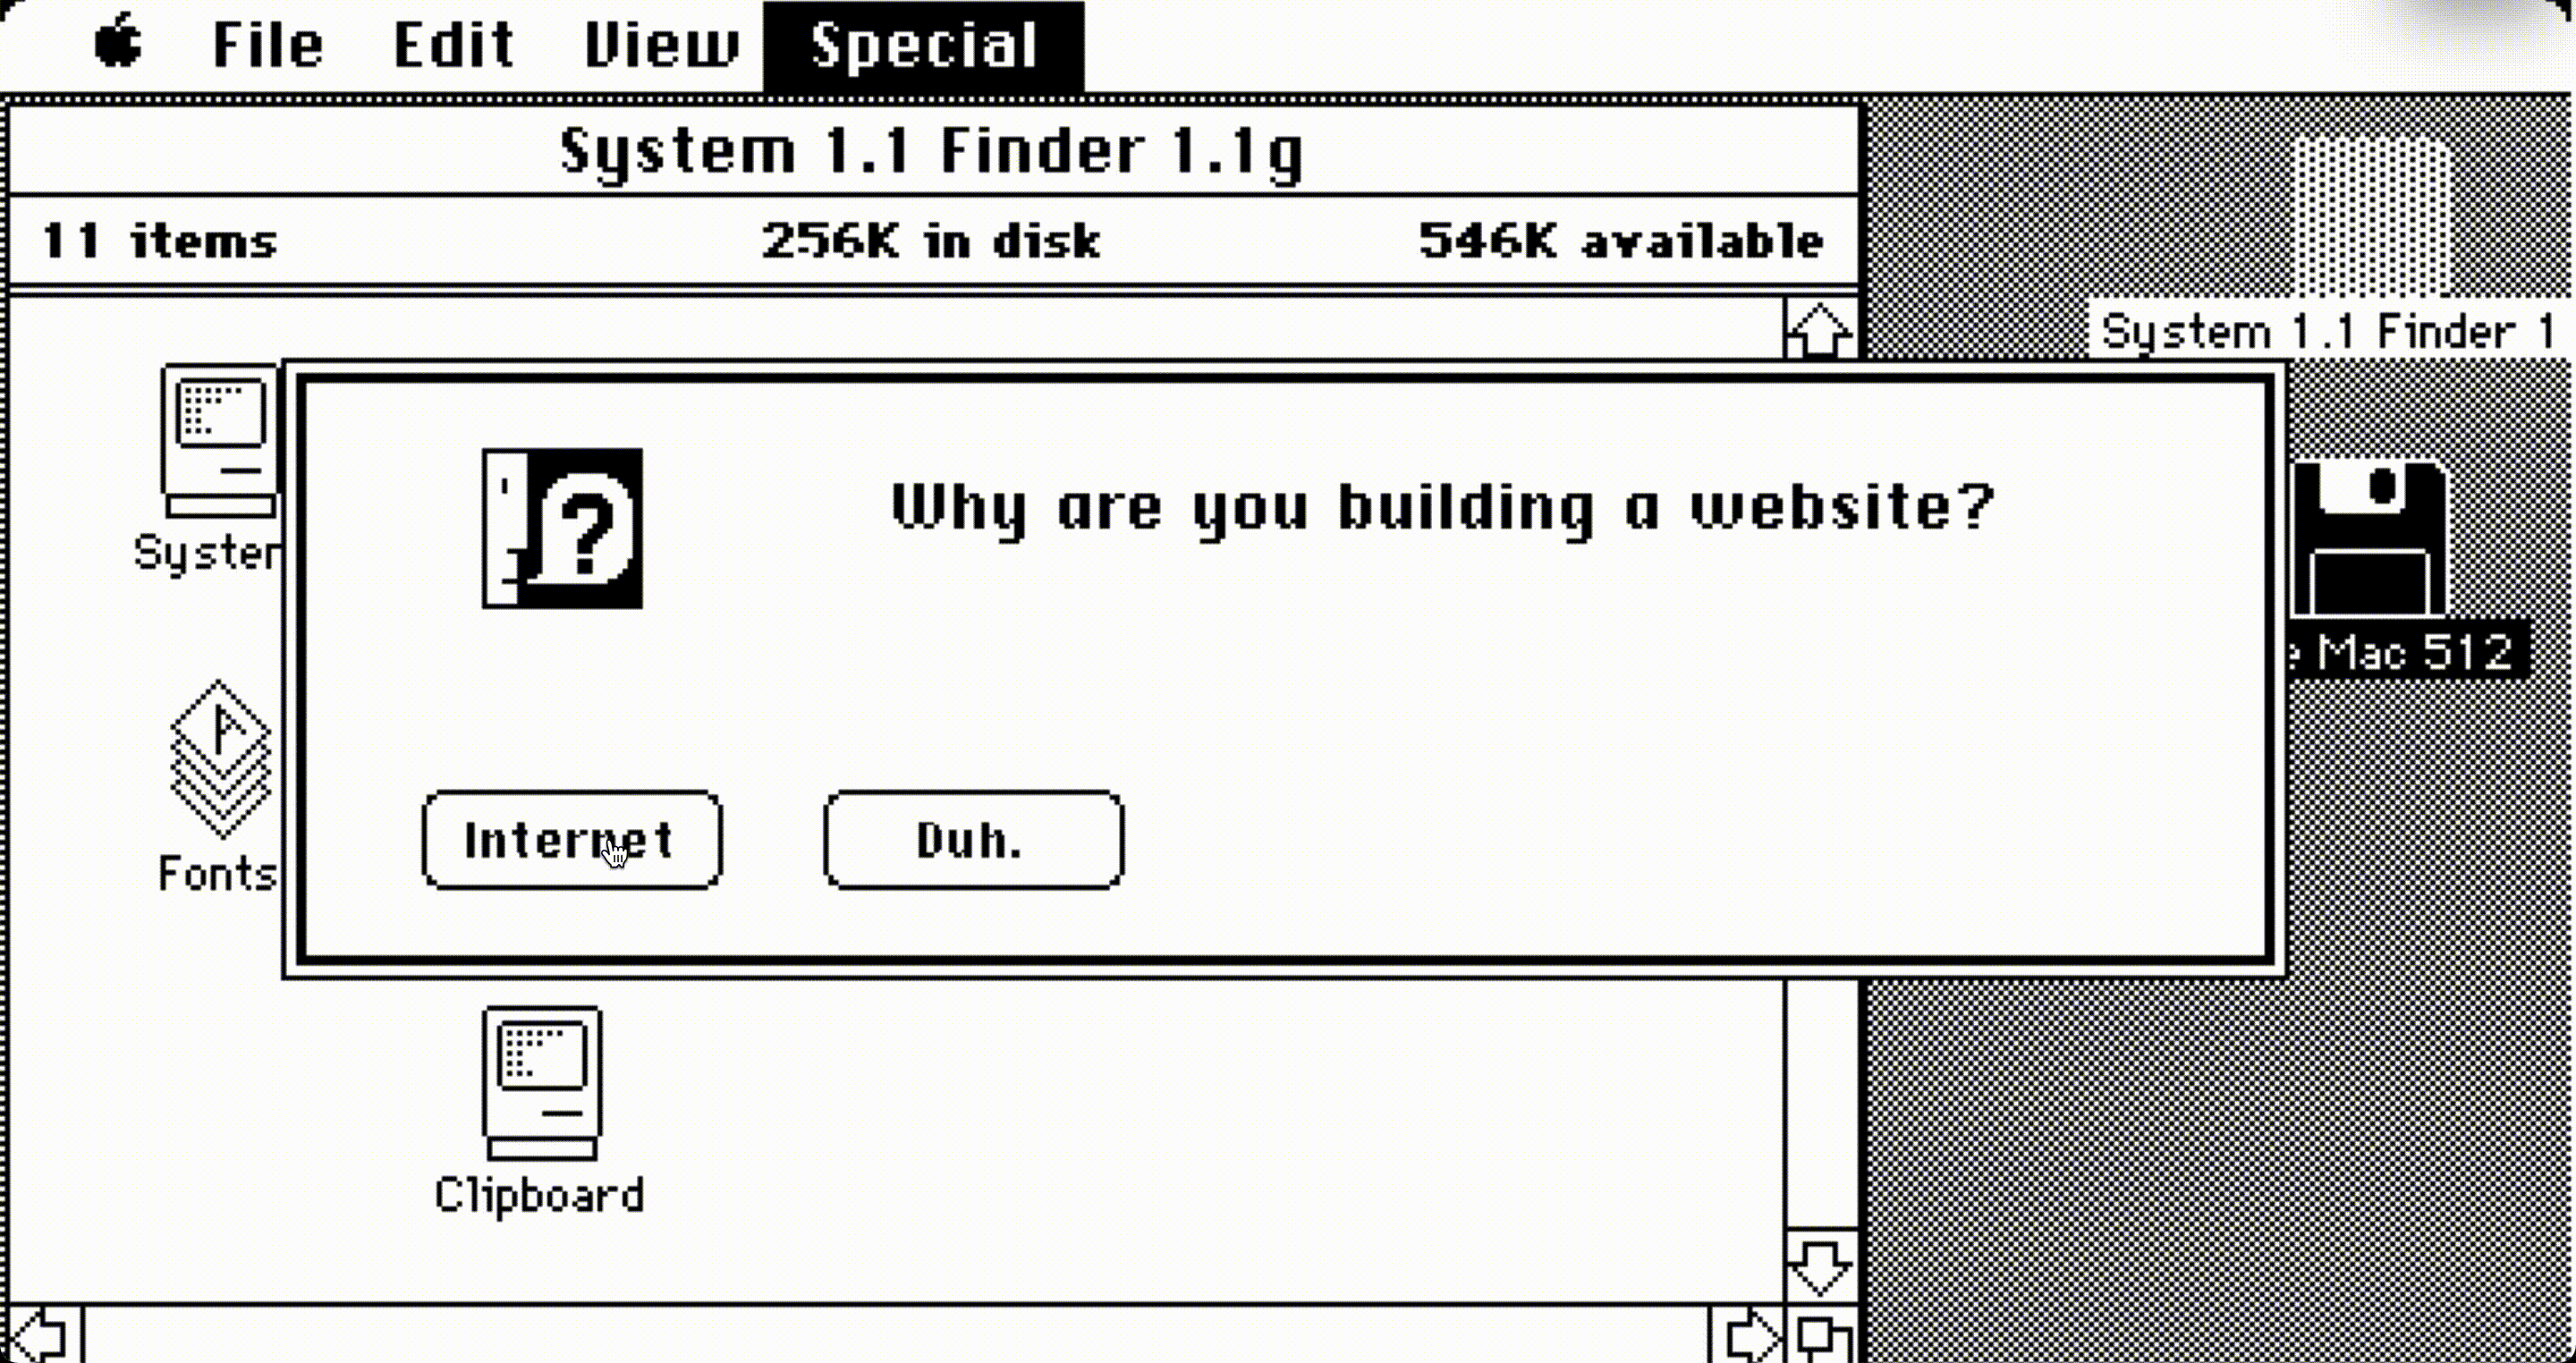 File Edit View Special
System 1.1 Finder 1.1g
11 items 256K in disk 546K available
System 1.1 Finder 1
?
Why are you building a website?
Mac 512
Internet Duh.
Fonts
Clipboard